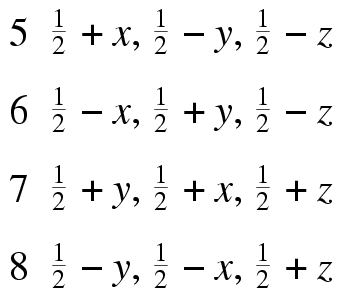 5 ½ + x, ½ − y, ½ − z
6 ½ − x, ½ + y, ½ − z
7 ½ + y, ½ + x, ½ + z
8 ½ − y, ½ − x, ½ + z